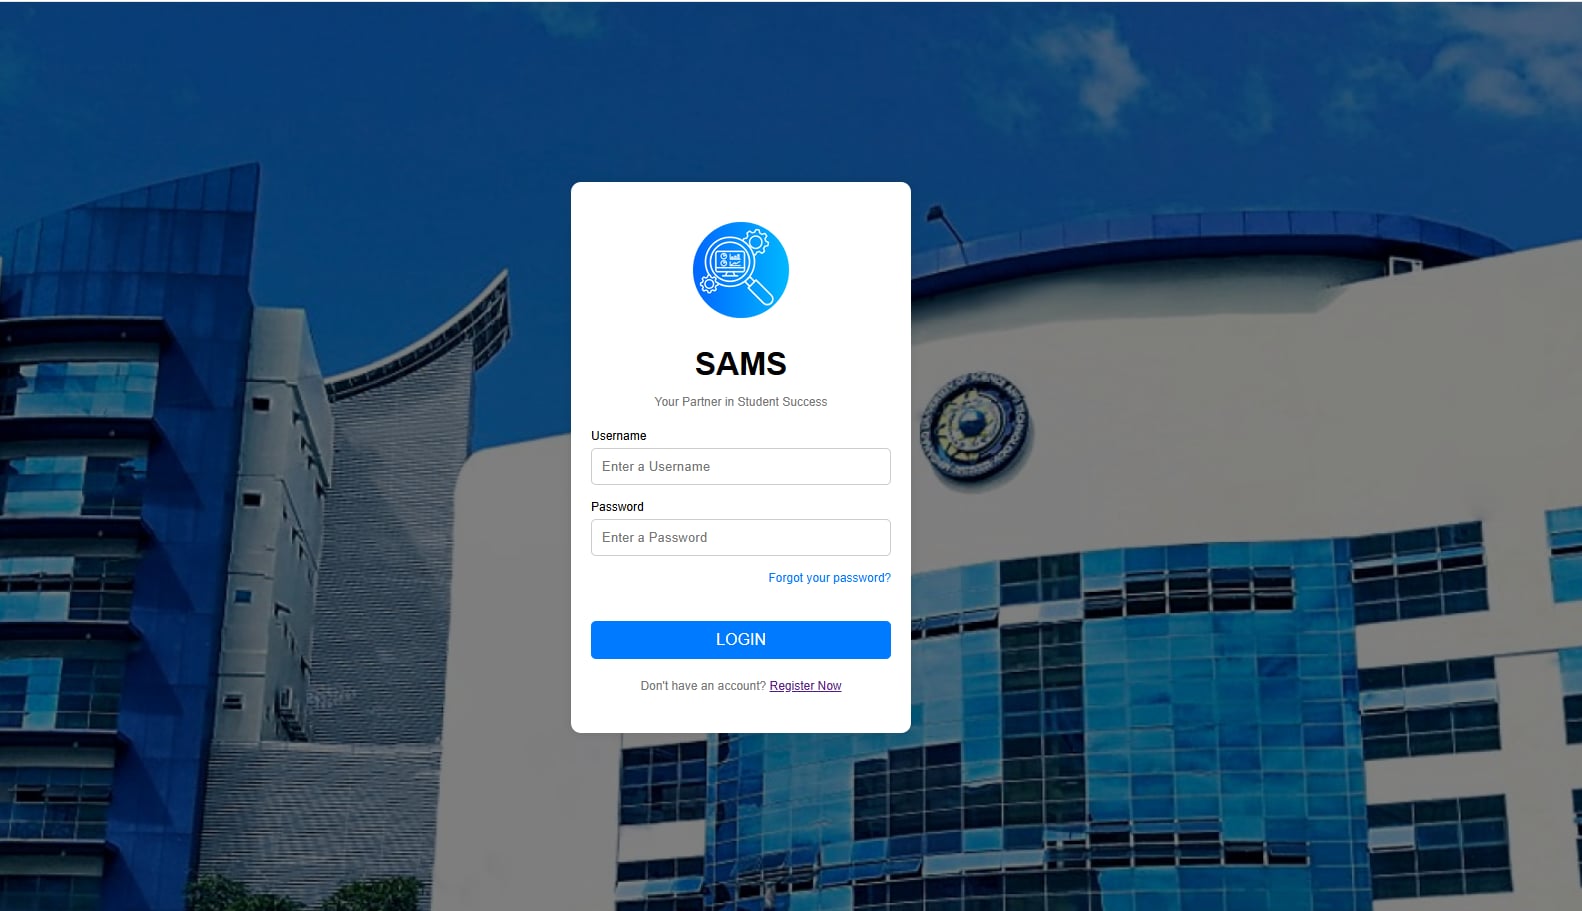 SAMS
Your Partner in Student Success
Username
Enter a Username
Password
Enter a Password
Forgot your password?
LOGIN
Don't have an account? Register Now